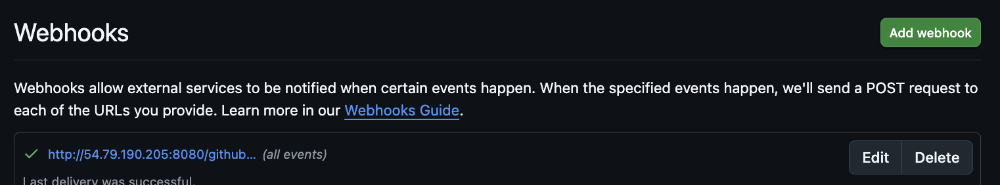 Webhooks
Add webhook
Webhooks allow external services to be notified when certain events happen. When the specified events happen, we'll send a POST request to
each of the URLs you provide. Learn more in our Webhooks Guide.
http://54.79.190.205:8080/github... (all events)
Edit
Delete
Last delivery was successful.